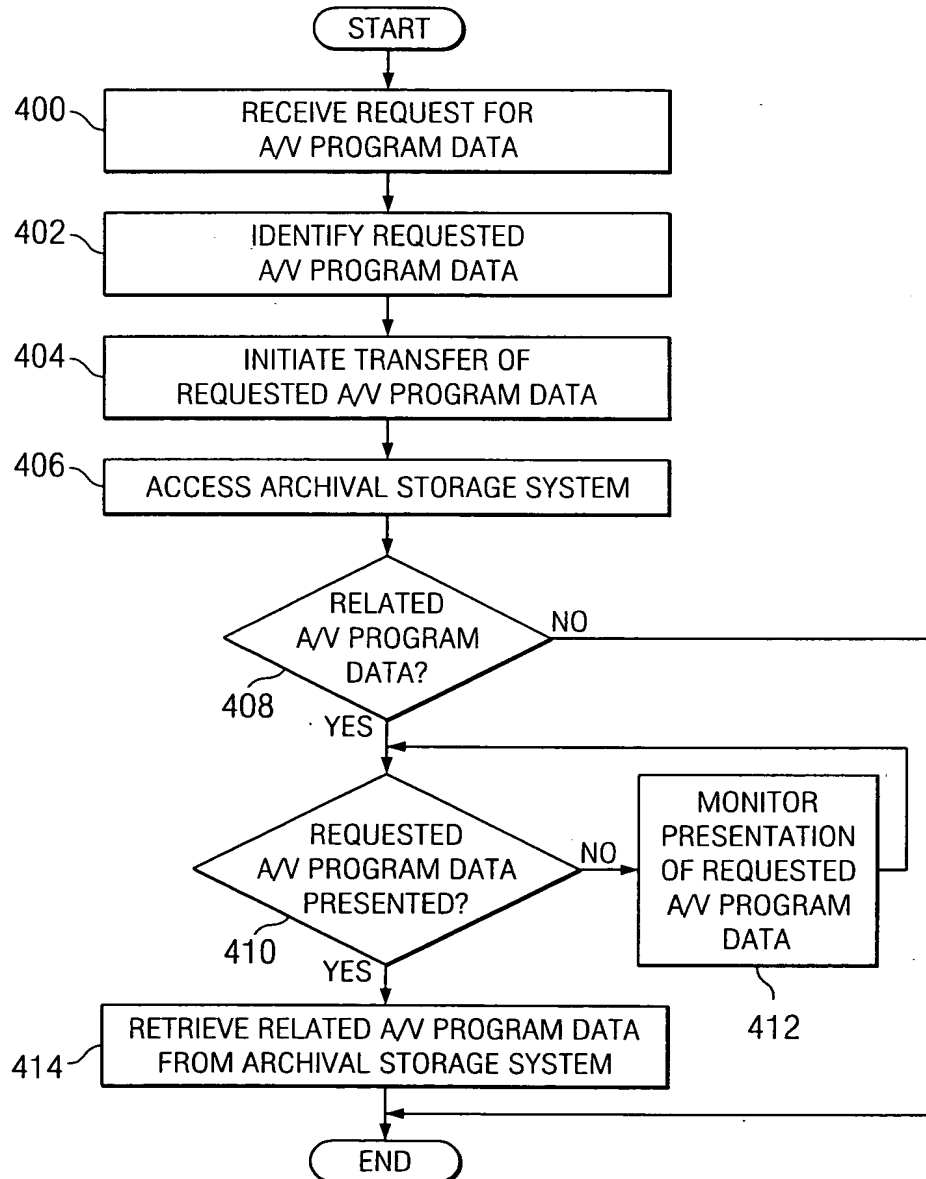 START
400
RECEIVE REQUEST FOR
A/V PROGRAM DATA
402
IDENTIFY REQUESTED
A/V PROGRAM DATA
404
INITIATE TRANSFER OF
REQUESTED A/V PROGRAM DATA
406
ACCESS ARCHIVAL STORAGE SYSTEM
RELATED
A/V PROGRAM
DATA?
NO
408
YES
REQUESTED
A/V PROGRAM DATA
PRESENTED?
NO
410
YES
MONITOR
PRESENTATION
OF REQUESTED
A/V PROGRAM
DATA
412
RETRIEVE RELATED A/V PROGRAM DATA
FROM ARCHIVAL STORAGE SYSTEM
414
END